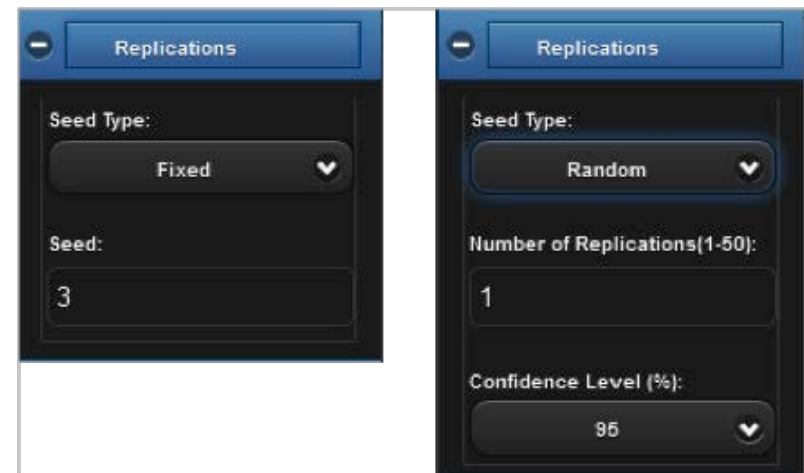 Replications
Seed Type:
Fixed
Seed:
3
Replications
Seed Type:
Random
Number of Replications(1-50):
1
Confidence Level (%):
95